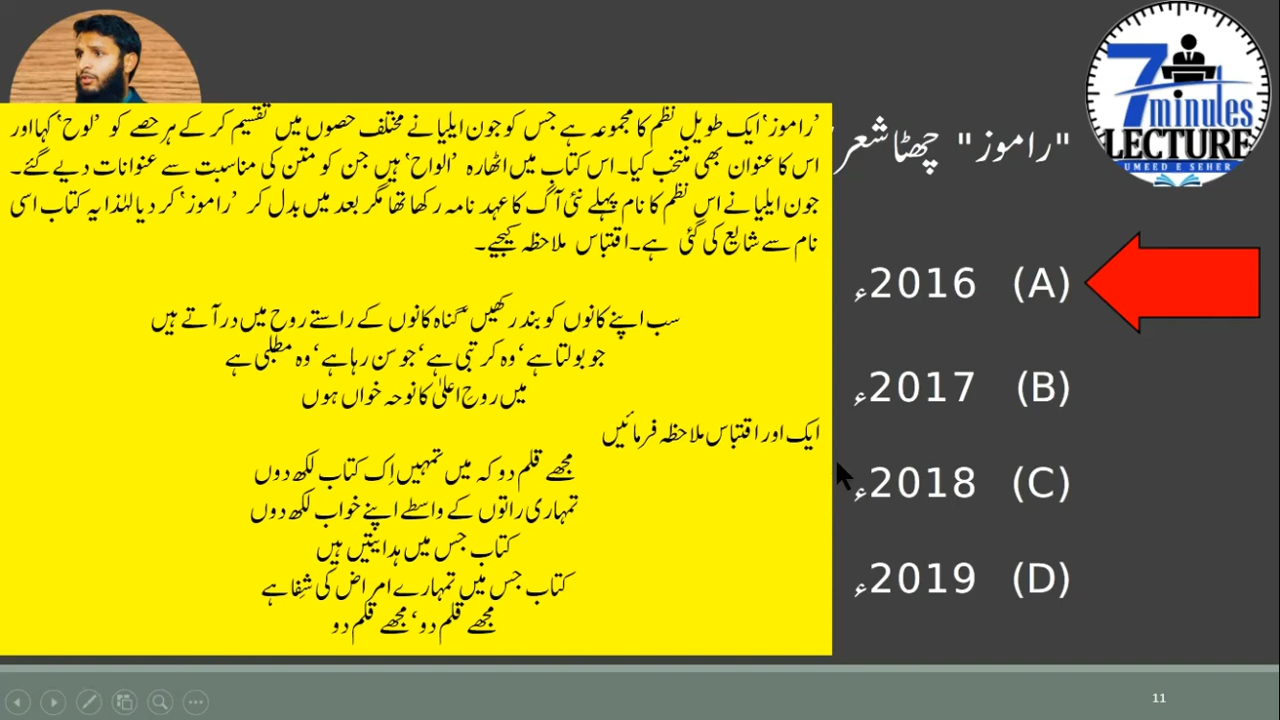 7
minutes
LECTURE
UMEED E SEHER
"راموز" چھٹا شعر
’راموز‘ ایک طویل نظم کا مجموعہ ہے جس کو جون ایلیا نے مختلف حصوں میں تقسیم کر کے ہر حصے کو ’لوح‘ کہا اور
اس کا عنوان بھی منتخب کیا۔ اس کتاب میں اٹھارہ ’الواح‘ ہیں جن کو متن کی مناسبت سے عنوانات دیے گئے۔
جون ایلیا نے اس نظم کا نام پہلے نئی آگ کا عہد نامہ رکھا تھا مگر بعد میں بدل کر ’راموز‘ کر دیا لہٰذا یہ کتاب اسی
نام سے شایع کی گئی ہے۔ اقتباس ملاحظہ کیجیے۔
سب اپنے کانوں کو بند رکھیں گناہ کانوں کے راستے روح میں در آتے ہیں
جو بولتا ہے‘ وہ کرتبی ہے‘ جو سن رہا ہے‘ وہ مطلبی ہے
میں روحِ اعلیٰ کا نوحہ خواں ہوں
ایک اور اقتباس ملاحظہ فرمائیں
مجھے قلم دو کہ میں تمہیں اِک کتاب لکھ دوں
تمہاری راتوں کے واسطے اپنے خواب لکھ دوں
کتاب جس میں ہدایتیں ہیں
کتاب جس میں تمہارے امراض کی شِفا ہے
مجھے قلم دو‘ مجھے قلم دو
(A) 2016ء
(B) 2017ء
(C) 2018ء
(D) 2019ء
11